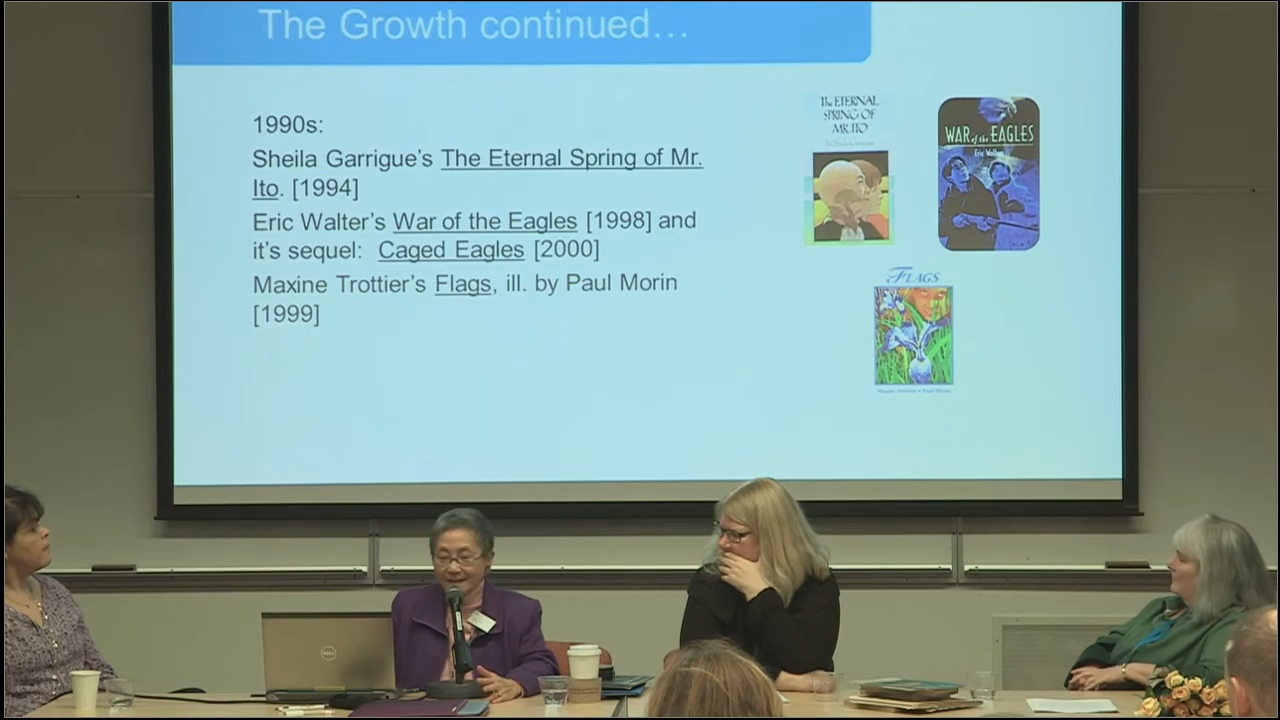 The Growth continued…
1990s:
Sheila Garrigue's The Eternal Spring of Mr.
Ito. [1994]
Eric Walter's War of the Eagles [1998] and
it's sequel: Caged Eagles [2000]
Maxine Trottier's Flags, ill. by Paul Morin
[1999]
The ETERNAL
SPRING OF
MR. ITO
WAR of the EAGLES
Eric Walters
FLAGS
DELL